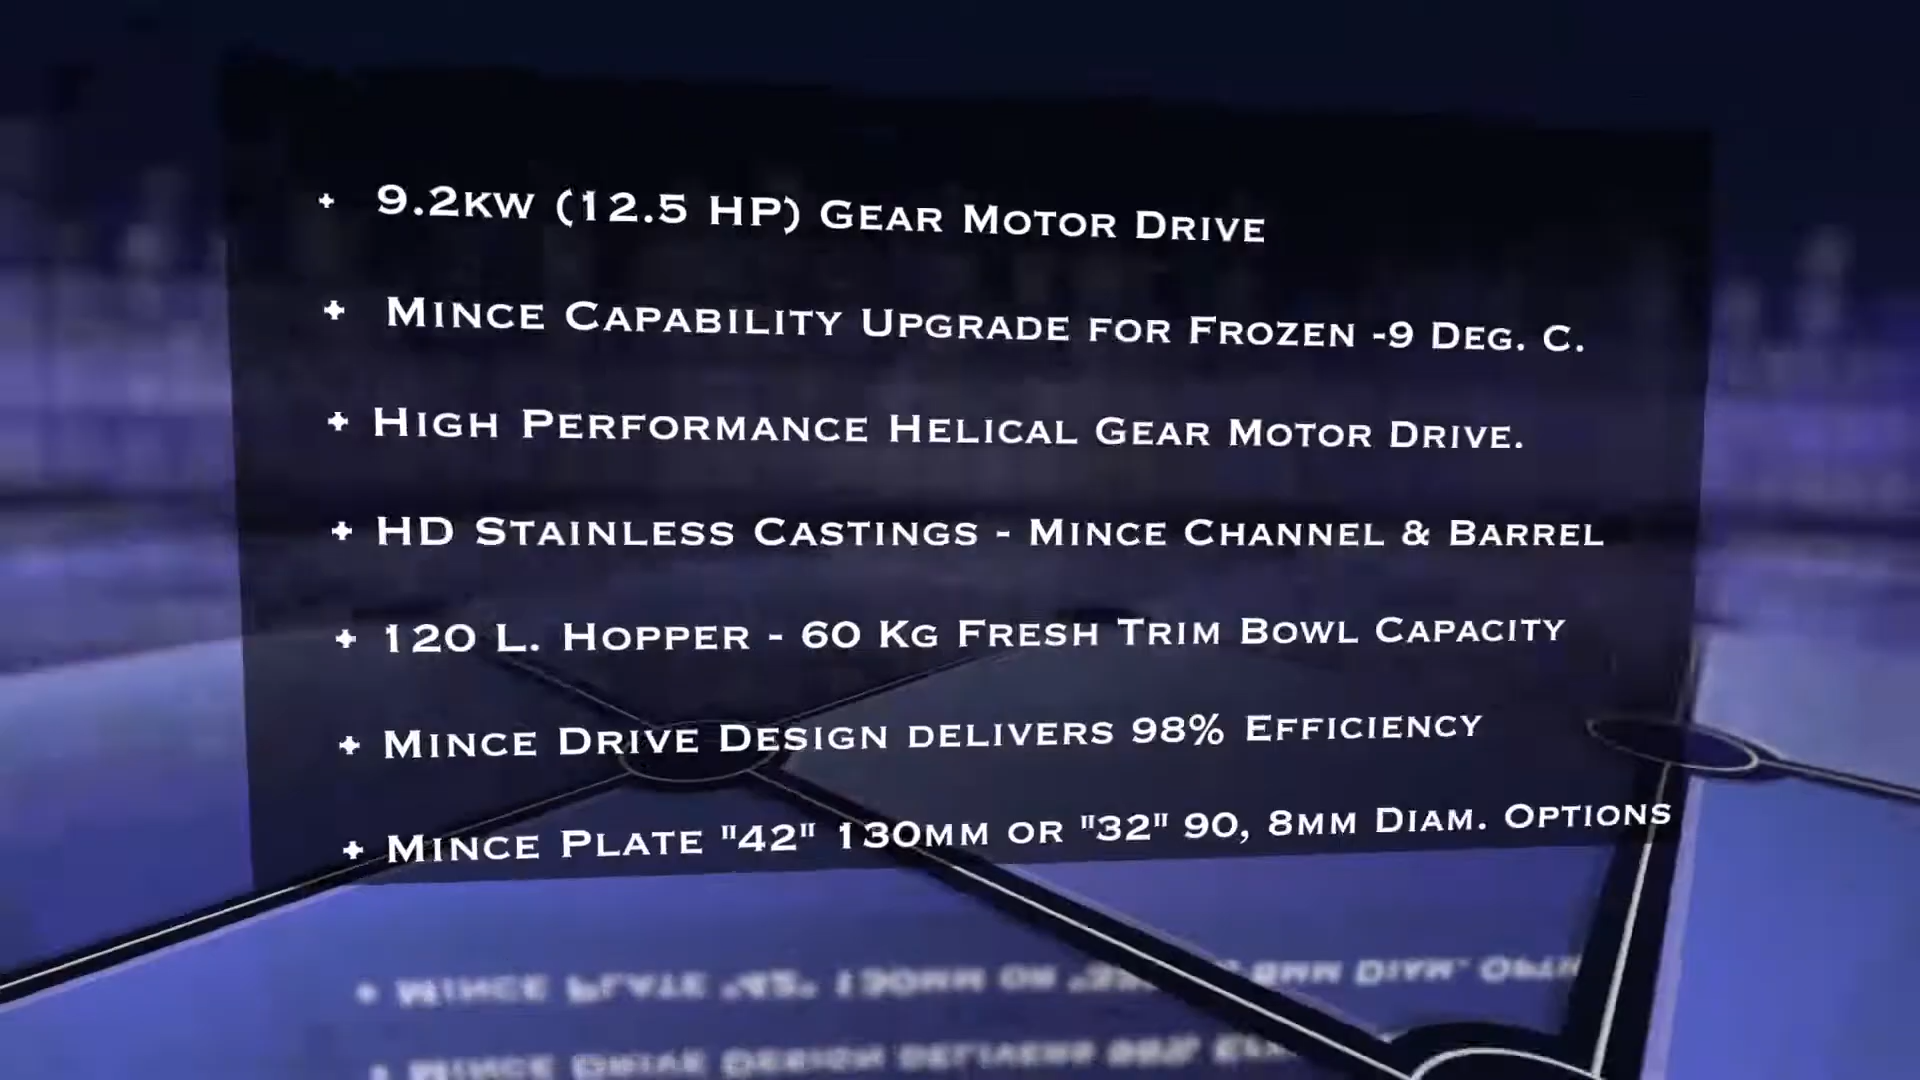 + 9.2KW (12.5 HP) GEAR MOTOR DRIVE
+ MINCE CAPABILITY UPGRADE FOR FROZEN -9 DEG. C.
+ HIGH PERFORMANCE HELICAL GEAR MOTOR DRIVE.
+ HD STAINLESS CASTINGS - MINCE CHANNEL & BARREL
+ 120 L. HOPPER - 60 KG FRESH TRIM BOWL CAPACITY
+ MINCE DRIVE DESIGN DELIVERS 98% EFFICIENCY
+ MINCE PLATE "42" 130MM OR "32" 90, 8MM DIAM. OPTIONS